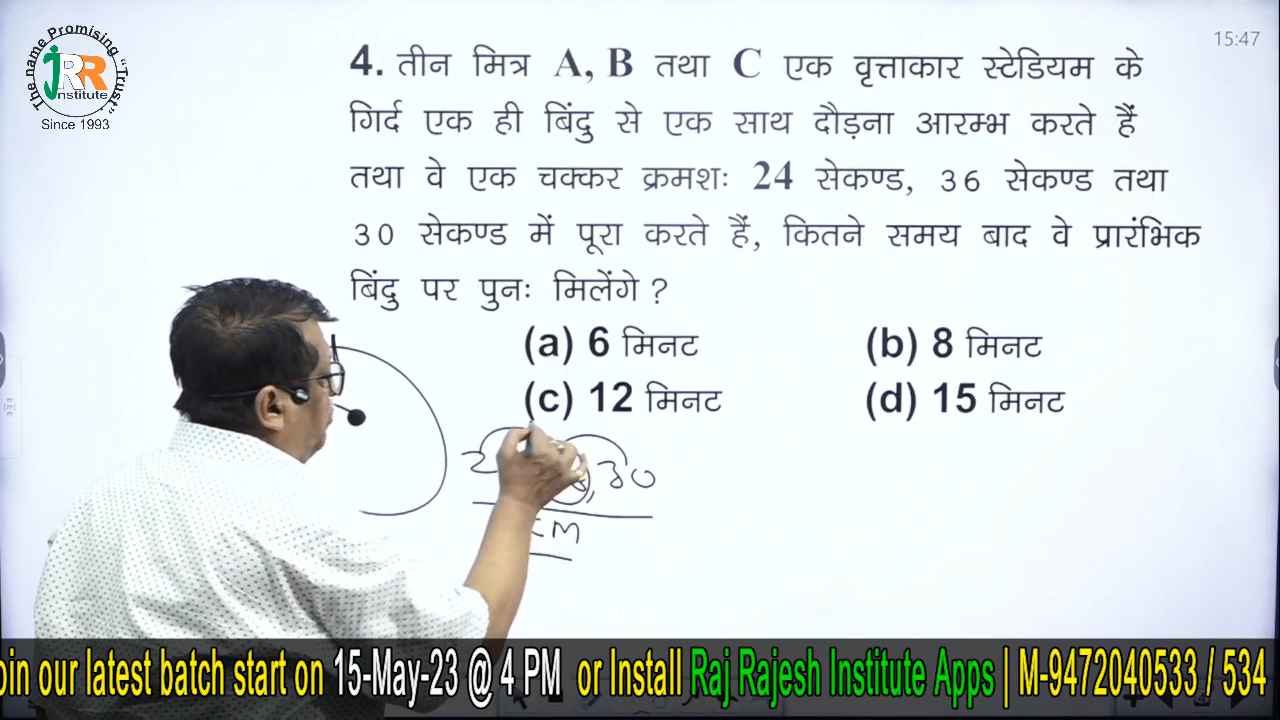 The name Promising "Trust"
JRR
Institute
Since 1993
15:47
4. तीन मित्र A, B तथा C एक वृत्ताकार स्टेडियम के
गिर्द एक ही बिंदु से एक साथ दौड़ना आरम्भ करते हैं
तथा वे एक चक्कर क्रमशः 24 सेकण्ड, 36 सेकण्ड तथा
30 सेकण्ड में पूरा करते हैं, कितने समय बाद वे प्रारंभिक
बिंदु पर पुनः मिलेंगे ?
(a) 6 मिनट (b) 8 मिनट
(c) 12 मिनट (d) 15 मिनट
30
oin our latest batch start on 15-May-23 @ 4 PM or Install Raj Rajesh Institute Apps | M-9472040533 / 534